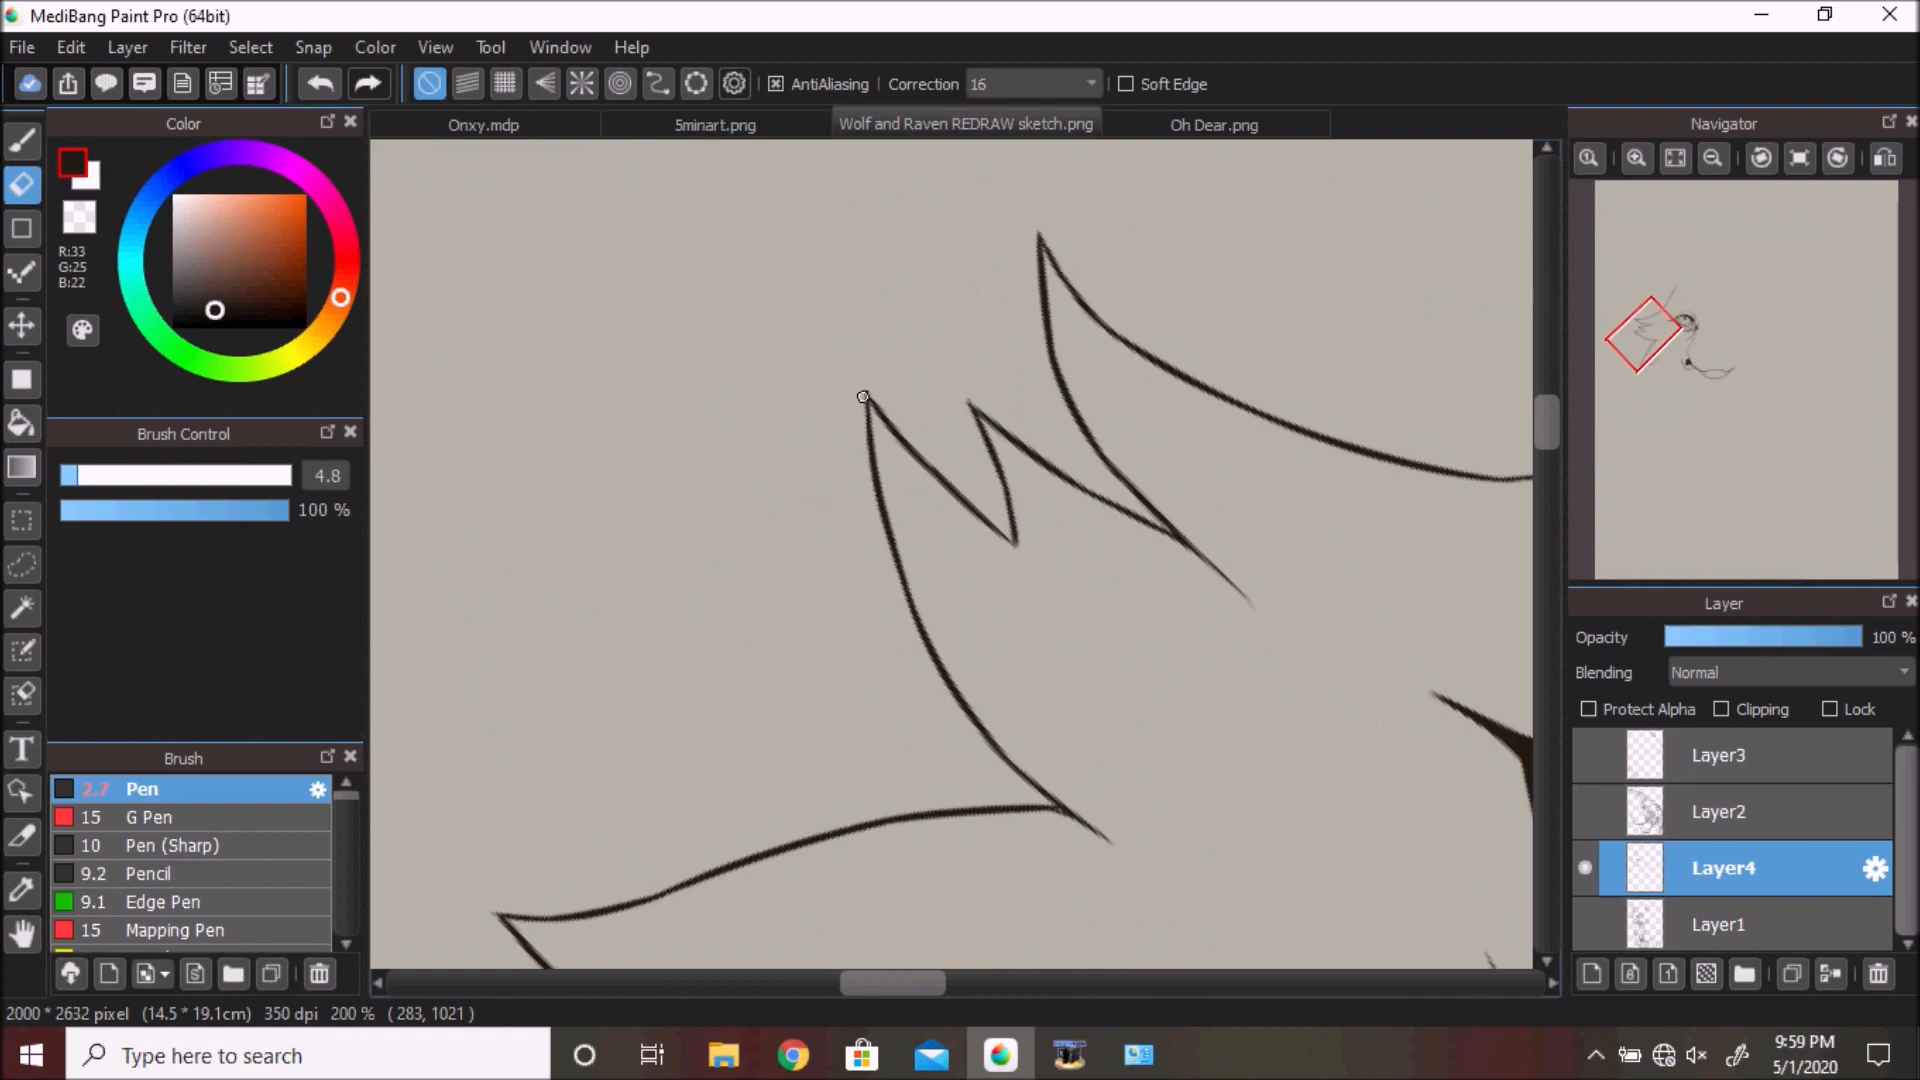 MediBang Paint Pro (64bit)
File Edit Layer Filter Select Snap Color View Tool Window Help
AntiAliasing Correction 16 Soft Edge
Color
Onxy.mdp 5minart.png Wolf and Raven REDRAW sketch.png Oh Dear.png
Navigator
R:33
G:25
B:22
Brush Control
4.8
100 %
Brush
2.7 Pen
15 G Pen
10 Pen (Sharp)
9.2 Pencil
9.1 Edge Pen
15 Mapping Pen
Layer
Opacity 100 %
Blending Normal
Protect Alpha Clipping Lock
Layer3
Layer2
Layer4
Layer1
2000 * 2632 pixel (14.5 * 19.1cm) 350 dpi 200 % ( 283, 1021 )
Type here to search
9:59 PM
5/1/2020